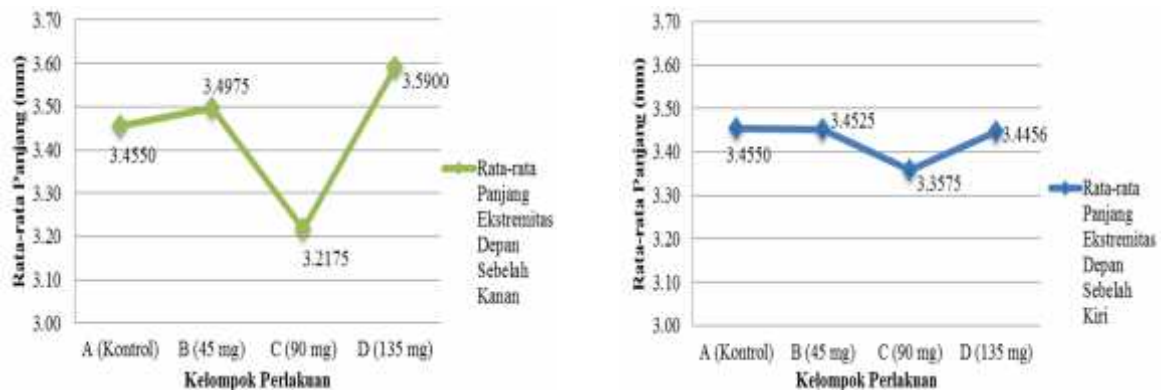 3.70
3.60
3.50
3.40
3.30
3.20
3.10
3.00
Rata-rata Panjang (mm)
3.4550
3.4975
3.2175
3.5900
A (Kontrol) B (45 mg) C (90 mg) D (135 mg)
Kelompok Perlakuan
Rata-rata
Panjang
Ekstremitas
Depan
Sebelah
Kanan
3.70
3.60
3.50
3.40
3.30
3.20
3.10
3.00
Rata-rata Panjang (mm)
3.4550
3.4525
3.3575
3.4456
A (Kontrol) B (45 mg) C (90 mg) D (135 mg)
Kelompok Perlakuan
Rata-rata
Panjang
Ekstremitas
Depan
Sebelah
Kiri